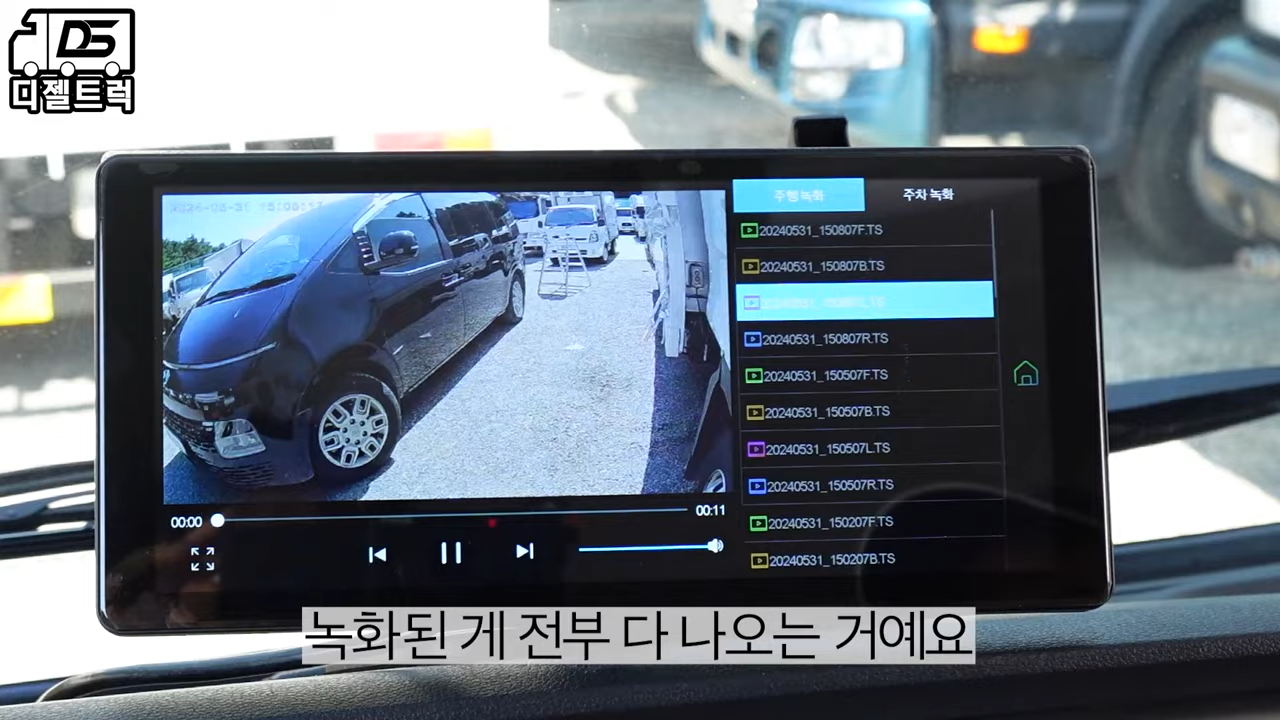 DS
디젤트럭
주행녹화
주차 녹화
20240531_150807F.TS
20240531_150807B.TS
20240531_150807R.TS
20240531_150507F.TS
20240531_150507B.TS
20240531_150507L.TS
20240531_150507R.TS
20240531_150207F.TS
20240531_150207B.TS
00:00
00:11
녹화된 게 전부 다 나오는 거예요